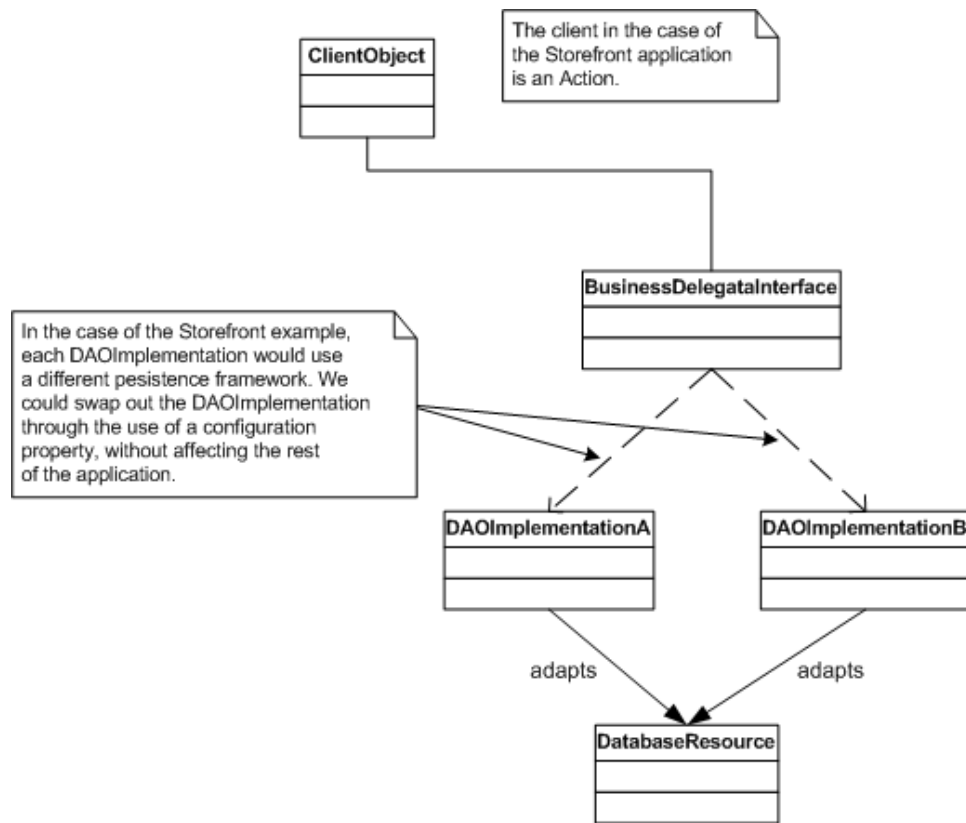 ClientObject
The client in the case of
the Storefront application
is an Action.
BusinessDelegataInterface
In the case of the Storefront example,
each DAOImplementation would use
a different pesistence framework. We
could swap out the DAOImplementation
through the use of a configuration
property, without affecting the rest
of the application.
DAOImplementationA
DAOImplementationB
adapts
adapts
DatabaseResource